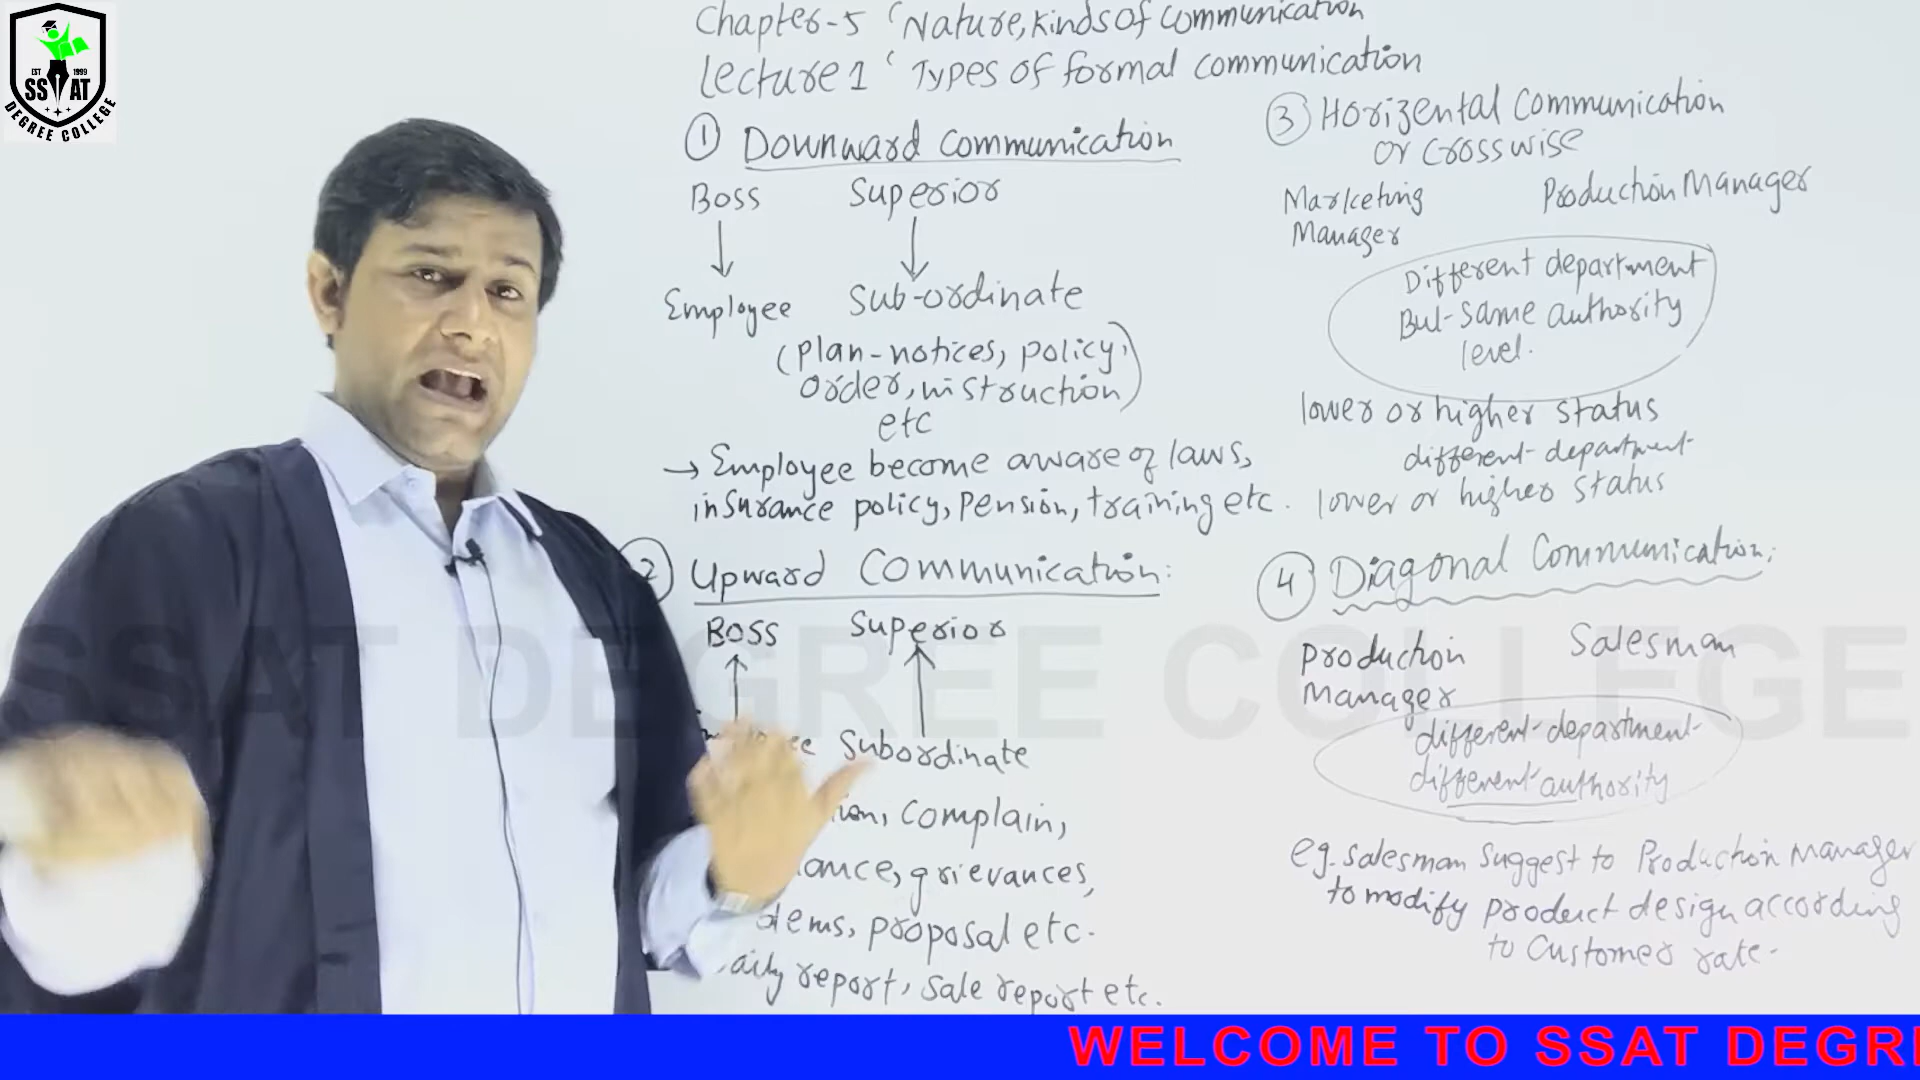 EST 1999
SSAT
DEGREE COLLEGE
Chapter-5 'Nature, Kinds of Communication
Lecture 1 'Types of formal communication
1 Downward Communication
Boss Superior
Employee Sub-ordinate
(Plan-notices, policy,
order, instruction)
etc
→ Employee become aware of laws,
insurance policy, Pension, training etc.
2 Upward Communication:
Boss Superior
Subordinate
Complain,
grievances,
proposal etc.
report, Sale report etc.
3 Horizental Communication
or Crosswise
Marketing Production Manager
Manager
Different department
But-same authority
level.
lower or higher status
different-department
lower or higher status
4 Diagonal Communication:
Production Salesman
Manager
different-department-
different authority
eg. Salesman Suggest to Production Manager
to modify product design according
to Customer rate-
SSAT DEGREE COLLEGE
WELCOME TO SSAT DEGRE